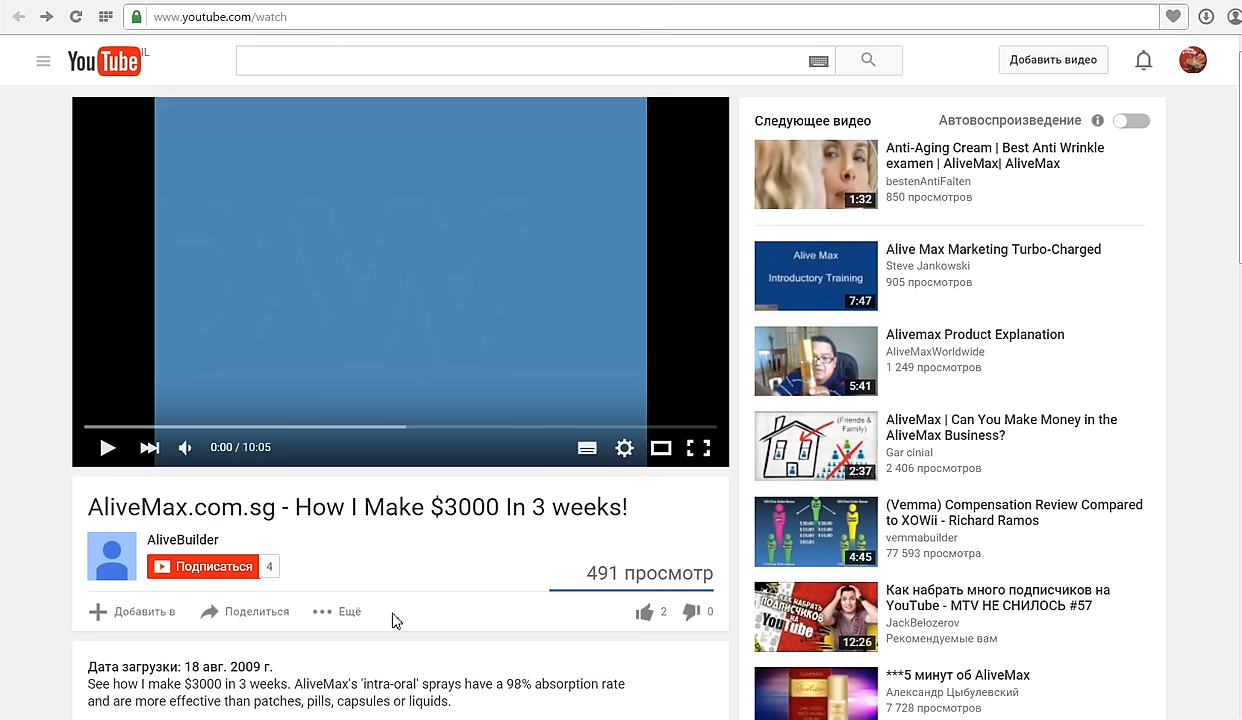 www.youtube.com/watch
YouTube IL
Добавить видео
0:00 / 10:05
AliveMax.com.sg - How I Make $3000 In 3 weeks!
AliveBuilder
Подписаться 4
491 просмотр
Добавить в Поделиться Ещё 2 0
Дата загрузки: 18 авг. 2009 г.
See how I make $3000 in 3 weeks. AliveMax's 'intra-oral' sprays have a 98% absorption rate
and are more effective than patches, pills, capsules or liquids.
Следующее видео Автовоспроизведение
1:32
Anti-Aging Cream | Best Anti Wrinkle
examen | AliveMax| AliveMax
bestenAntiFalten
850 просмотров
Alive Max
Introductory Training
7:47
Alive Max Marketing Turbo-Charged
Steve Jankowski
905 просмотров
5:41
Alivemax Product Explanation
AliveMaxWorldwide
1 249 просмотров
(Friends &
Family)
2:37
AliveMax | Can You Make Money in the
AliveMax Business?
Gar cinial
2 406 просмотров
4:45
(Vemma) Compensation Review Compared
to XOWii - Richard Ramos
vemmabuilder
77 593 просмотра
КАК НАБРАТЬ
ПОДПИСЧИКОВ
НА
YouTube
12:26
Как набрать много подписчиков на
YouTube - MTV НЕ СНИЛОСЬ #57
JackBelozerov
Рекомендуемые вам
***5 минут об AliveMax
Александр Цыбулевский
7 728 просмотров